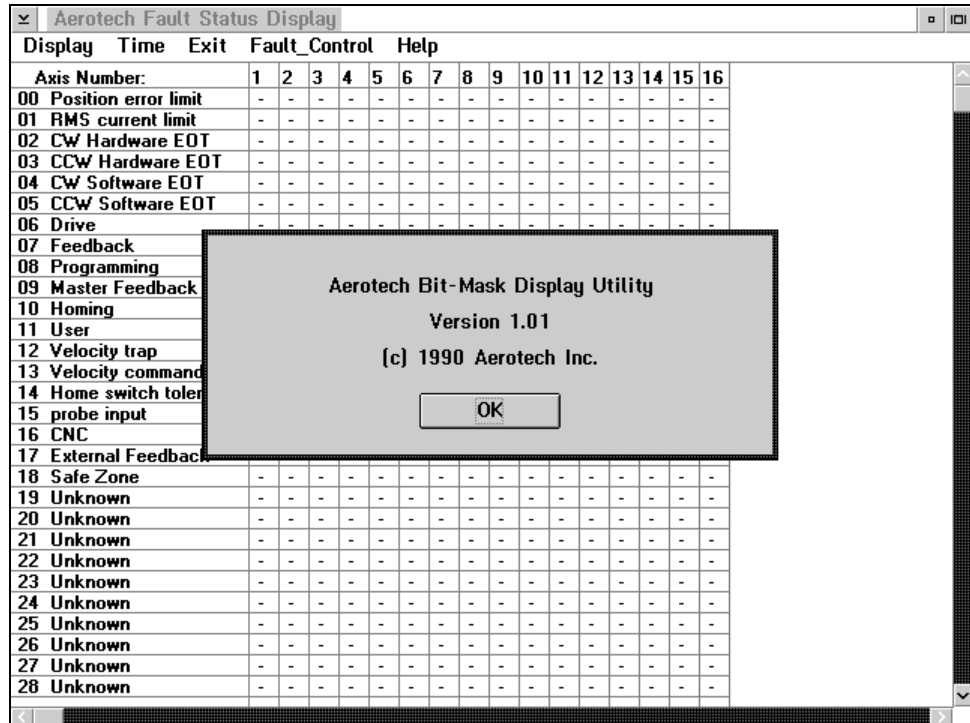 Aerotech Fault Status Display
Display Time Exit Fault_Control Help
Axis Number: 1 2 3 4 5 6 7 8 9 10 11 12 13 14 15 16
00 Position error limit - - - - - - - - - - - - - - - -
01 RMS current limit - - - - - - - - - - - - - - - -
02 CW Hardware EOT - - - - - - - - - - - - - - - -
03 CCW Hardware EOT - - - - - - - - - - - - - - - -
04 CW Software EOT - - - - - - - - - - - - - - - -
05 CCW Software EOT - - - - - - - - - - - - - - - -
06 Drive - - - - - - - - - - - - - - - -
07 Feedback
08 Programming
09 Master Feedback
10 Homing
11 User
12 Velocity trap
13 Velocity command
14 Home switch toler
15 probe input
16 CNC
17 External Feedback
Aerotech Bit-Mask Display Utility
Version 1.01
(c) 1990 Aerotech Inc.
OK
18 Safe Zone - - - - - - - - - - - - - - - -
19 Unknown - - - - - - - - - - - - - - - -
20 Unknown - - - - - - - - - - - - - - - -
21 Unknown - - - - - - - - - - - - - - - -
22 Unknown - - - - - - - - - - - - - - - -
23 Unknown - - - - - - - - - - - - - - - -
24 Unknown - - - - - - - - - - - - - - - -
25 Unknown - - - - - - - - - - - - - - - -
26 Unknown - - - - - - - - - - - - - - - -
27 Unknown - - - - - - - - - - - - - - - -
28 Unknown - - - - - - - - - - - - - - - -